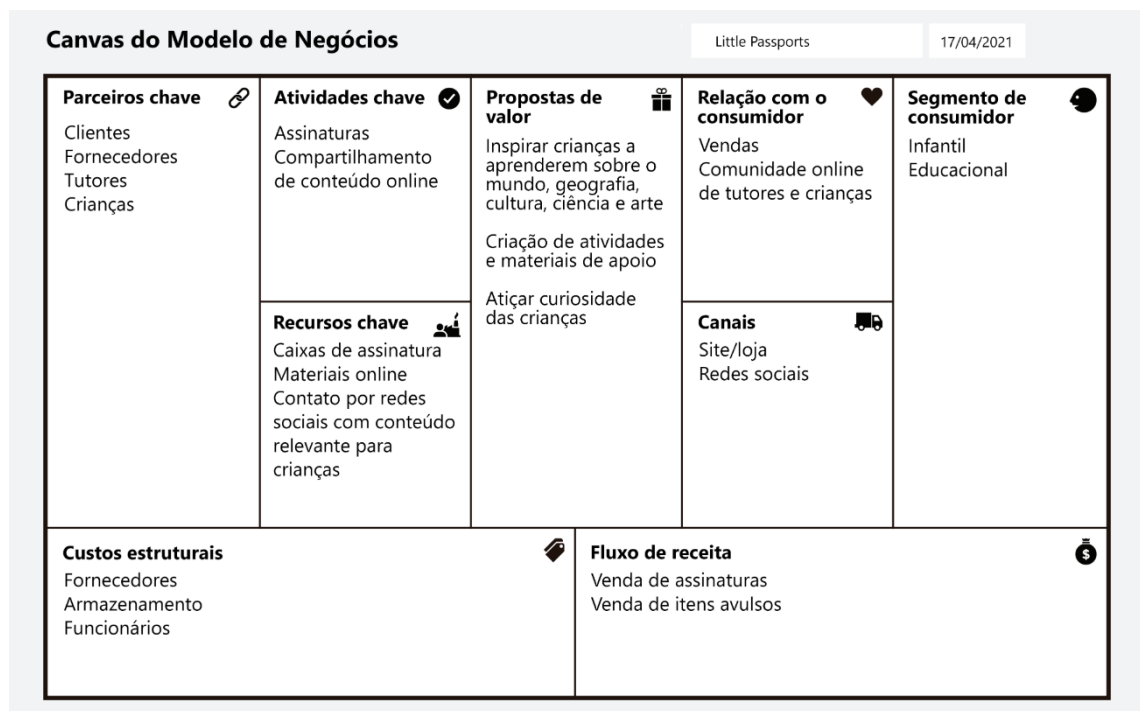 Canvas do Modelo de Negócios
Little Passports
17/04/2021
Parceiros chave
Clientes
Fornecedores
Tutores
Crianças
Atividades chave
Assinaturas
Compartilhamento
de conteúdo online
Recursos chave
Caixas de assinatura
Materiais online
Contato por redes
sociais com conteúdo
relevante para
crianças
Propostas de
valor
Inspirar crianças a
aprenderem sobre o
mundo, geografia,
cultura, ciência e arte
Criação de atividades
e materiais de apoio
Atiçar curiosidade
das crianças
Relação com o
consumidor
Vendas
Comunidade online
de tutores e crianças
Canais
Site/loja
Redes sociais
Segmento de
consumidor
Infantil
Educacional
Custos estruturais
Fornecedores
Armazenamento
Funcionários
Fluxo de receita
Venda de assinaturas
Venda de itens avulsos
$